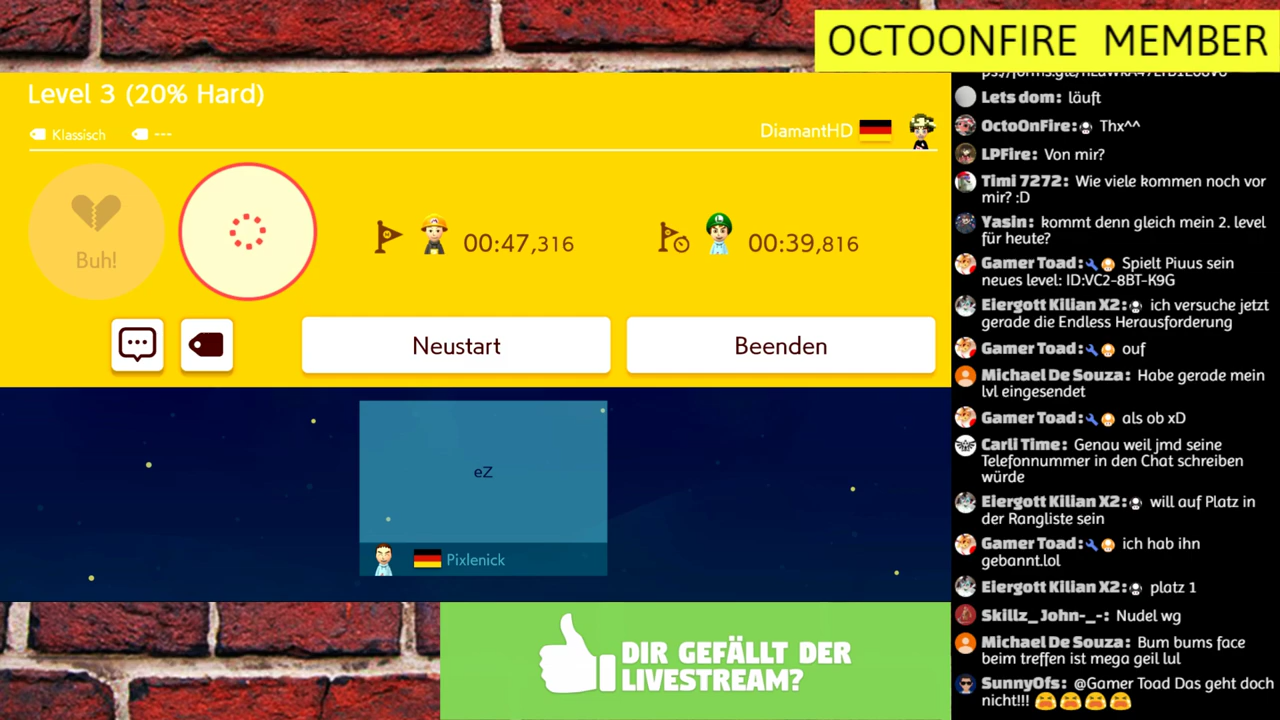 OCTOONFIRE MEMBER
Level 3 (20% Hard)
Klassisch ---
DiamantHD
Buh!
00:47,316
00:39,816
Neustart
Beenden
eZ
Pixlenick
DIR GEFÄLLT DER
LIVESTREAM?
Lets dom: läuft
OctoOnFire: Thx^^
LPFire: Von mir?
Timi 7272: Wie viele kommen noch vor
mir? :D
Yasin: kommt denn gleich mein 2. level
für heute?
Gamer Toad: Spielt Piuus sein
neues level: ID:VC2-8BT-K9G
Eiergott Kilian X2: ich versuche jetzt
gerade die Endless Herausforderung
Gamer Toad: ouf
Michael De Souza: Habe gerade mein
lvl eingesendet
Gamer Toad: als ob xD
Carli Time: Genau weil jmd seine
Telefonnummer in den Chat schreiben
würde
Eiergott Kilian X2: will auf Platz in
der Rangliste sein
Gamer Toad: ich hab ihn
gebannt.lol
Eiergott Kilian X2: platz 1
Skillz_John-_-: Nudel wg
Michael De Souza: Bum bums face
beim treffen ist mega geil lul
SunnyOfs: @Gamer Toad Das geht doch
nicht!!! 😫😫😫😫